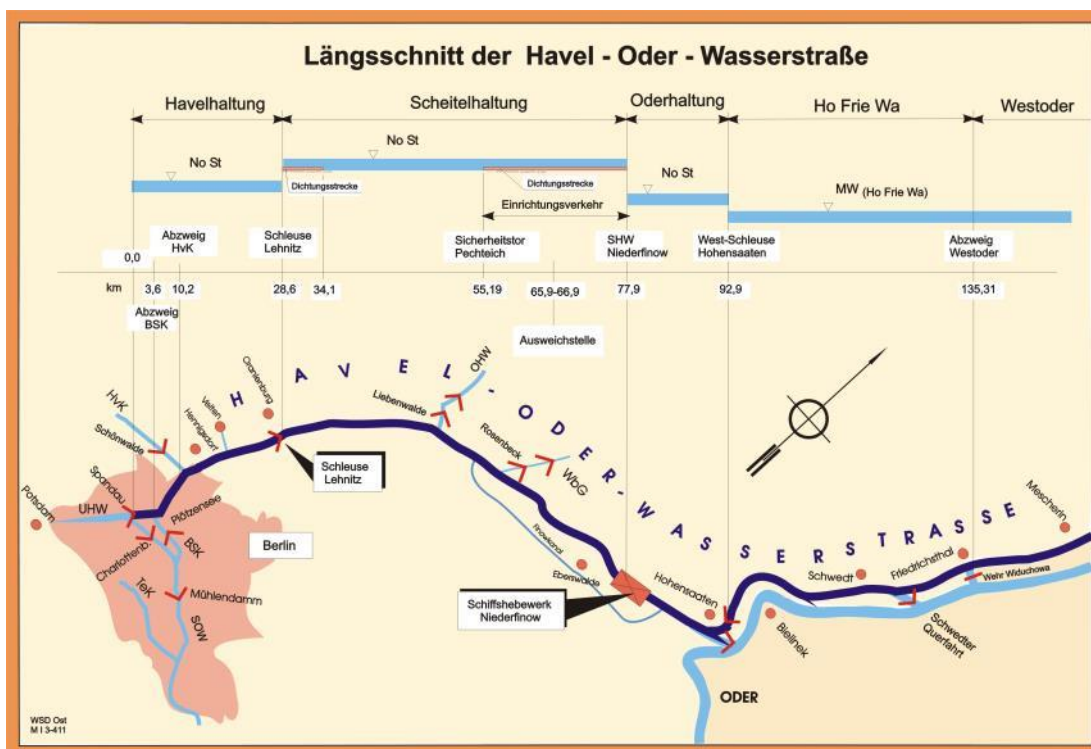 Längsschnitt der Havel - Oder - Wasserstraße
Havelhaltung
Scheitelhaltung
Oderhaltung
Ho Frie Wa
Westoder
No St
No St
No St
MW (Ho Frie Wa)
Dichtungsstrecke
Dichtungsstrecke
Einrichtungsverkehr
0,0
Abzweig
HvK
Schleuse
Lehnitz
Sicherheitstor
Pechteich
SHW
Niederfinow
West-Schleuse
Hohensaaten
Abzweig
Westoder
km
3,6
10,2
28,6
34,1
55,19
65,9-66,9
77,9
92,9
135,31
Abzweig
BSK
Ausweichstelle
HAVEL-ODER-WASSERSTRASSE
HvK
Schönwalde
Hennigsdorf
Velten
Oranienburg
Schleuse
Lehnitz
Liebenwalde
OHW
Rosenbeck
WbG
Finowkanal
Eberswalde
Schiffshebewerk
Niederfinow
Hohensaaten
Bielinek
Schwedt
Friedrichsthal
Mescherin
Wehr Widuchowa
Schwedter
Querfahrt
ODER
Potsdam
UHW
Spandau
Plötzensee
Charlottenb.
BSK
Berlin
TeK
Mühlendamm
SOW
WSD Ost
M I 3-411